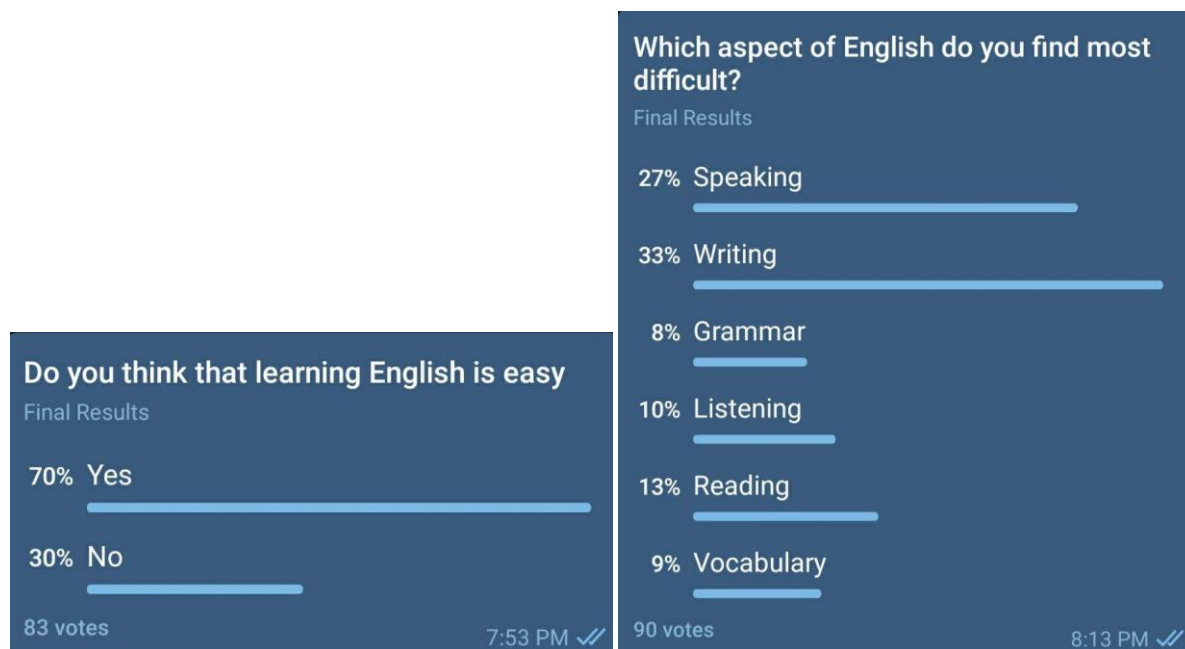 Do you think that learning English is easy
Final Results
70% Yes
30% No
83 votes
7:53 PM
Which aspect of English do you find most
difficult?
Final Results
27% Speaking
33% Writing
8% Grammar
10% Listening
13% Reading
9% Vocabulary
90 votes
8:13 PM